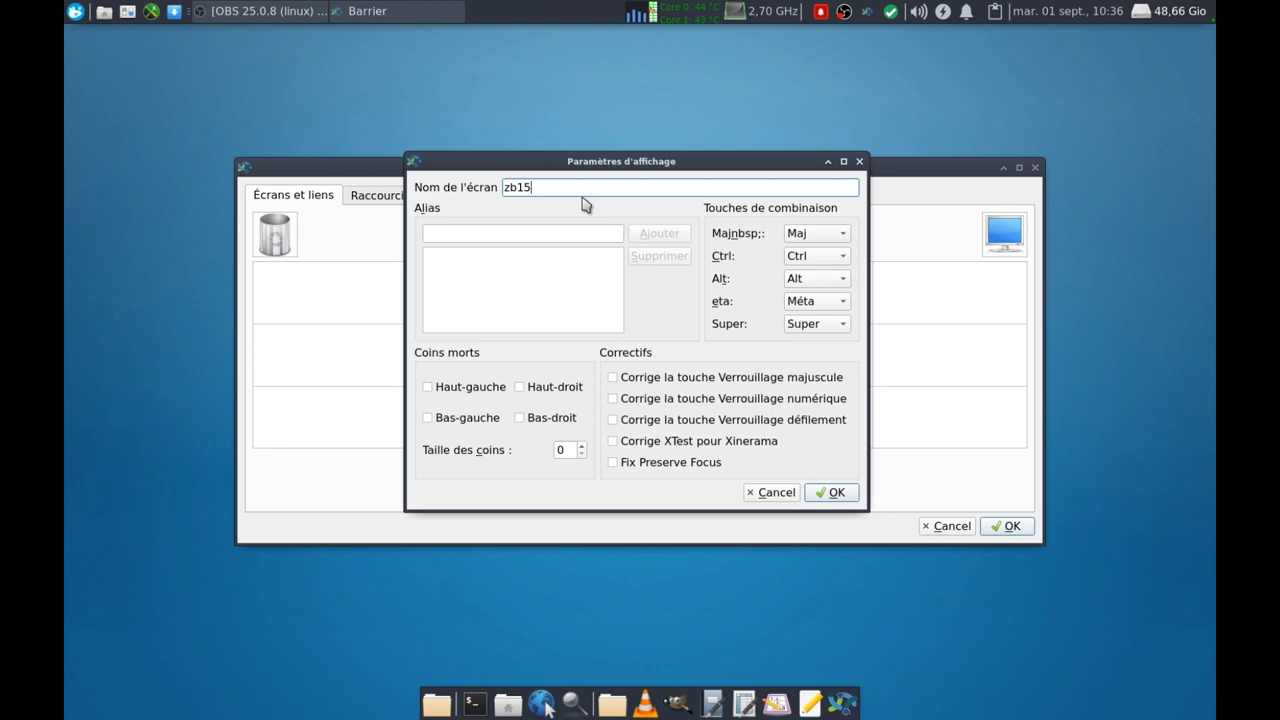 [OBS 25.0.8 (linux) ... Barrier Core 0: 44 °C 2,70 GHz mar. 01 sept., 10:36 48,66 Gio
Core 1: 43 °C
Paramètres d'affichage
Nom de l'écran zb15
Écrans et liens Raccourci
Alias Touches de combinaison
Ajouter Majnbsp;: Maj
Supprimer Ctrl: Ctrl
Alt: Alt
eta: Méta
Super: Super
Coins morts Correctifs
Haut-gauche Haut-droit Corrige la touche Verrouillage majuscule
Corrige la touche Verrouillage numérique
Bas-gauche Bas-droit Corrige la touche Verrouillage défilement
Taille des coins : 0 Corrige XTest pour Xinerama
Fix Preserve Focus
Cancel OK
Cancel OK